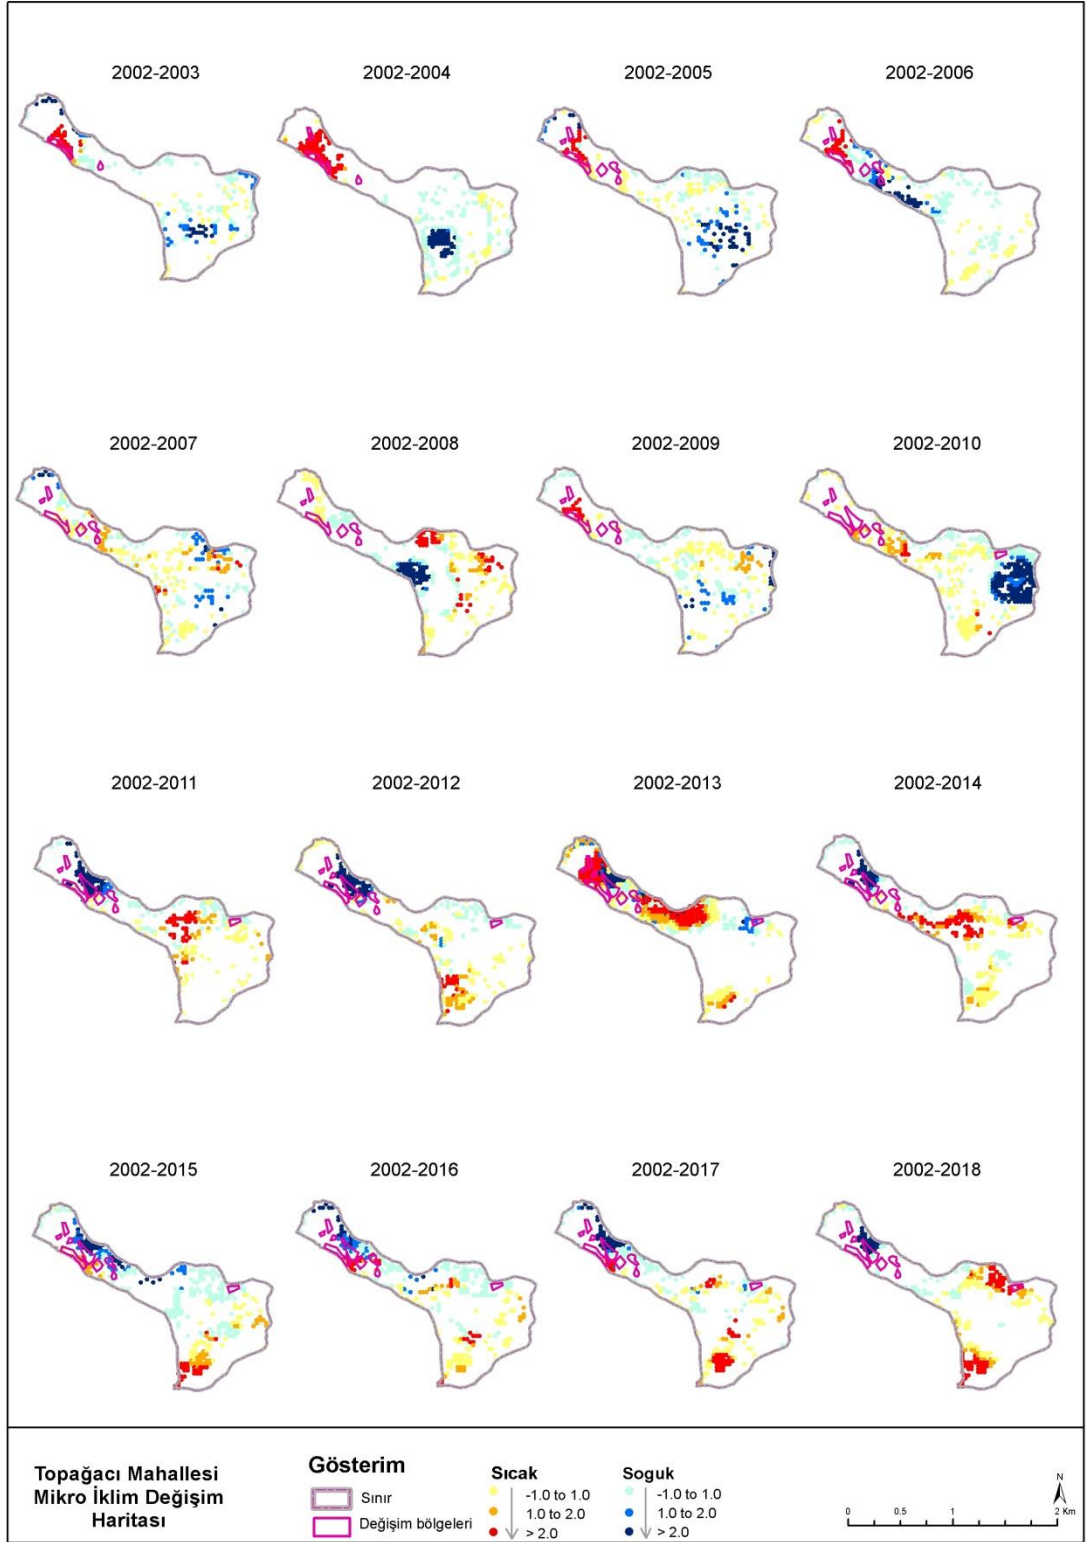 2002-2003 2002-2004 2002-2005 2002-2006
2002-2007 2002-2008 2002-2009 2002-2010
2002-2011 2002-2012 2002-2013 2002-2014
2002-2015 2002-2016 2002-2017 2002-2018
Topağacı Mahallesi
Mikro İklim Değişim
Haritası
Gösterim
Sınır
Değişim bölgeleri
Sıcak
-1.0 to 1.0
1.0 to 2.0
> 2.0
Soguk
-1.0 to 1.0
1.0 to 2.0
> 2.0
N
0 0.5 1 2 Km